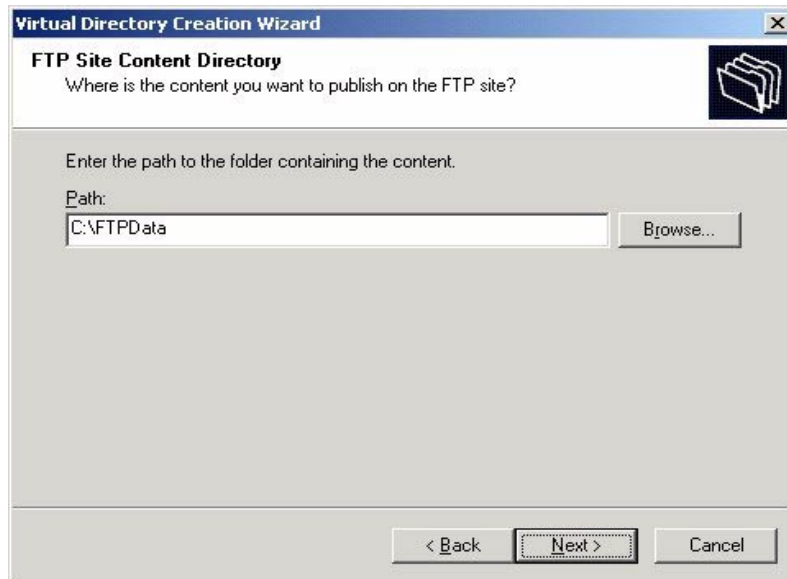 Virtual Directory Creation Wizard
FTP Site Content Directory
Where is the content you want to publish on the FTP site?
Enter the path to the folder containing the content.
Path:
C:\FTPData
Browse...
< Back
Next >
Cancel